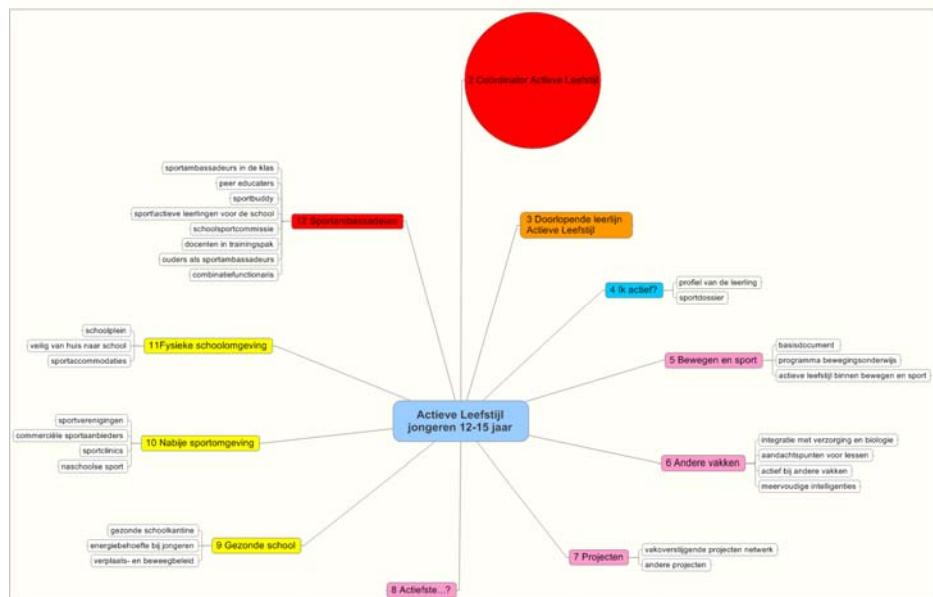 2 Coördinator Actieve Leefstijl
3 Doorlopende leerlijn
Actieve Leefstijl
4 Ik actief?
profiel van de leerling
sportdossier
5 Bewegen en sport
basisdocument
programma bewegingsonderwijs
actieve leefstijl binnen bewegen en sport
Actieve Leefstijl
jongeren 12-15 jaar
6 Andere vakken
integratie met verzorging en biologie
aandachtspunten voor lessen
actief bij andere vakken
meervoudige intelligenties
7 Projecten
vakoverstijgende projecten netwerk
andere projecten
8 Actiefste...?
9 Gezonde school
gezonde schoolkantine
energiebehoefte bij jongeren
verplaats- en beweegbeleid
10 Nabije sportomgeving
sportverenigingen
commerciële sportaanbieders
sportclinics
naschoolse sport
11Fysieke schoolomgeving
schoolplein
veilig van huis naar school
sportaccommodaties
12 Sportambassadeurs
sportambassadeurs in de klas
peer educaters
sportbuddy
sport\actieve leerlingen voor de school
schoolsportcommissie
docenten in trainingspak
ouders als sportambassadeurs
combinatiefunctionaris